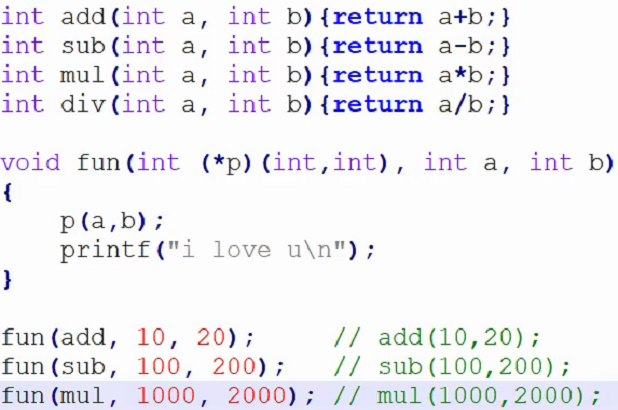 int add(int a, int b){return a+b;}
int sub(int a, int b){return a-b;}
int mul(int a, int b){return a*b;}
int div(int a, int b){return a/b;}
void fun(int (*p)(int,int), int a, int b)
{
    p(a,b);
    printf("i love u\n");
}
fun(add, 10, 20);     // add(10,20);
fun(sub, 100, 200);   // sub(100,200);
fun(mul, 1000, 2000); // mul(1000,2000);